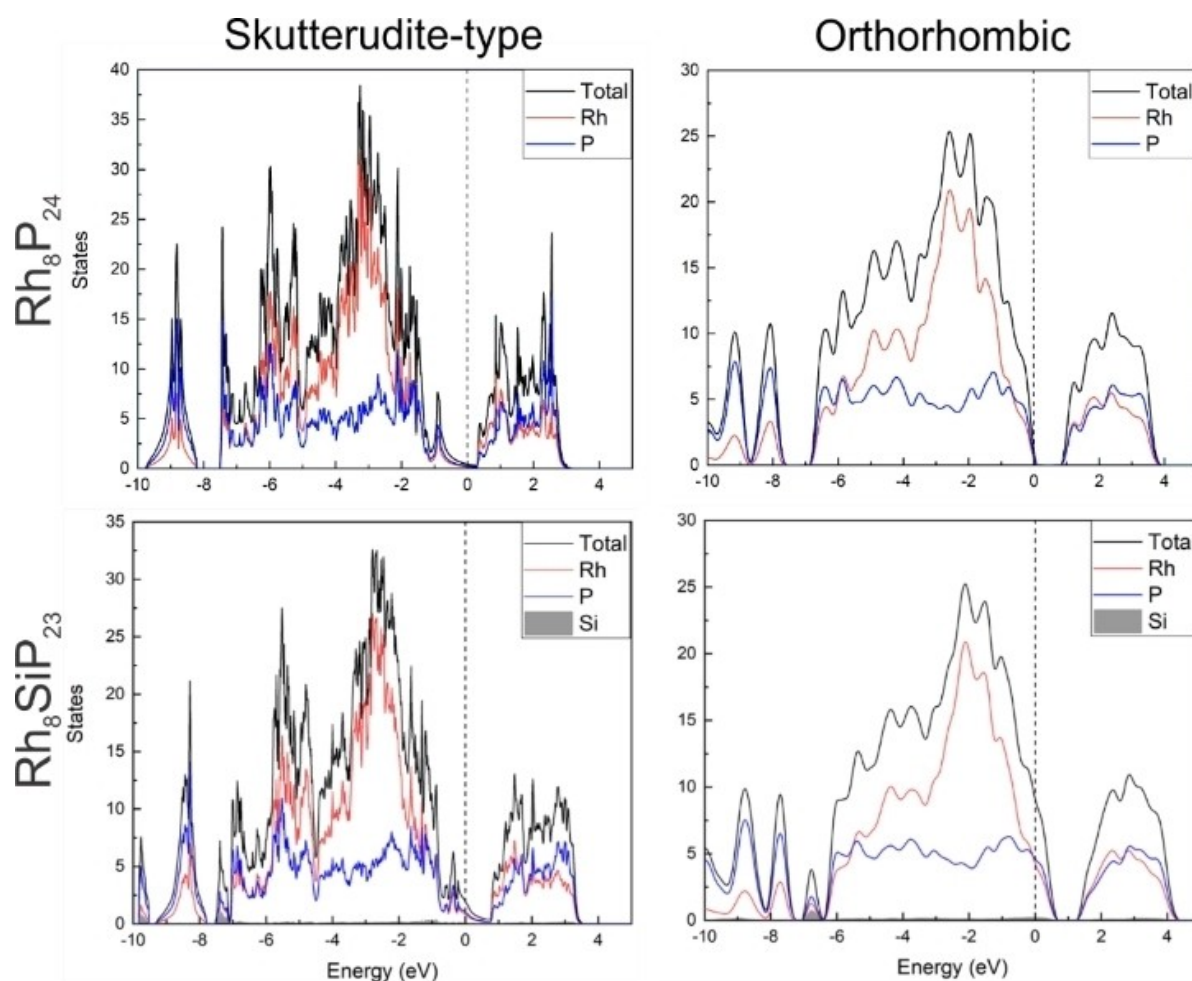 Skutterudite-type
Orthorhombic
Rh8P24
States
40
35
30
25
20
15
10
5
0
Total
Rh
P
-10 -8 -6 -4 -2 0 2 4
30
25
20
15
10
5
0
Total
Rh
P
-10 -8 -6 -4 -2 0 2 4
Rh8SiP23
States
35
30
25
20
15
10
5
0
Total
Rh
P
Si
-10 -8 -6 -4 -2 0 2 4
Energy (eV)
30
25
20
15
10
5
0
Tota
Rh
P
Si
-10 -8 -6 -4 -2 0 2 4
Energy (eV)